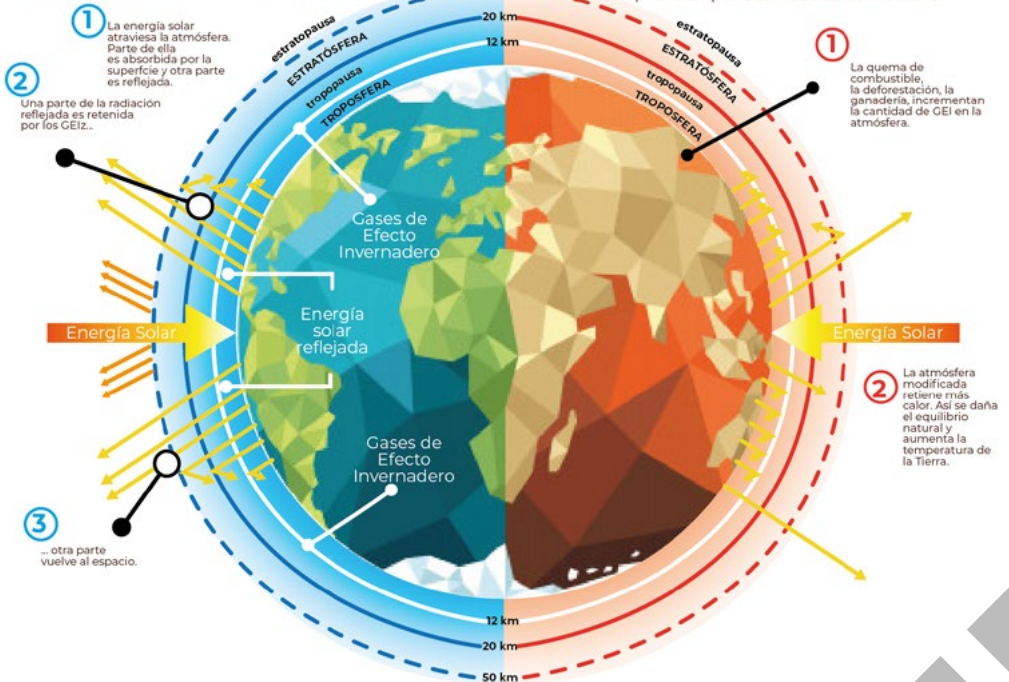 1
La energía solar
atraviesa la atmósfera.
Parte de ella
es absorbida por la
superfcie y otra parte
es reflejada.
2
Una parte de la radiación
reflejada es retenida
por los GEIz...
estratopausa
ESTRATÓSFERA
tropopausa
TROPOSFERA
20 km
12 km
estratopausa
ESTRATÓSFERA
tropopausa
TROPOSFERA
1
La quema de
combustible,
la deforestación, la
ganadería, incrementan
la cantidad de GEI en la
atmósfera.
Gases de
Efecto
Invernadero
Energía Solar
Energía
solar
reflejada
Energía Solar
2
La atmósfera
modificada
retiene más
calor. Así se daña
el equilibrio
natural y
aumenta la
temperatura de
la Tierra.
Gases de
Efecto
Invernadero
3
... otra parte
vuelve al espacio.
12 km
20 km
50 km